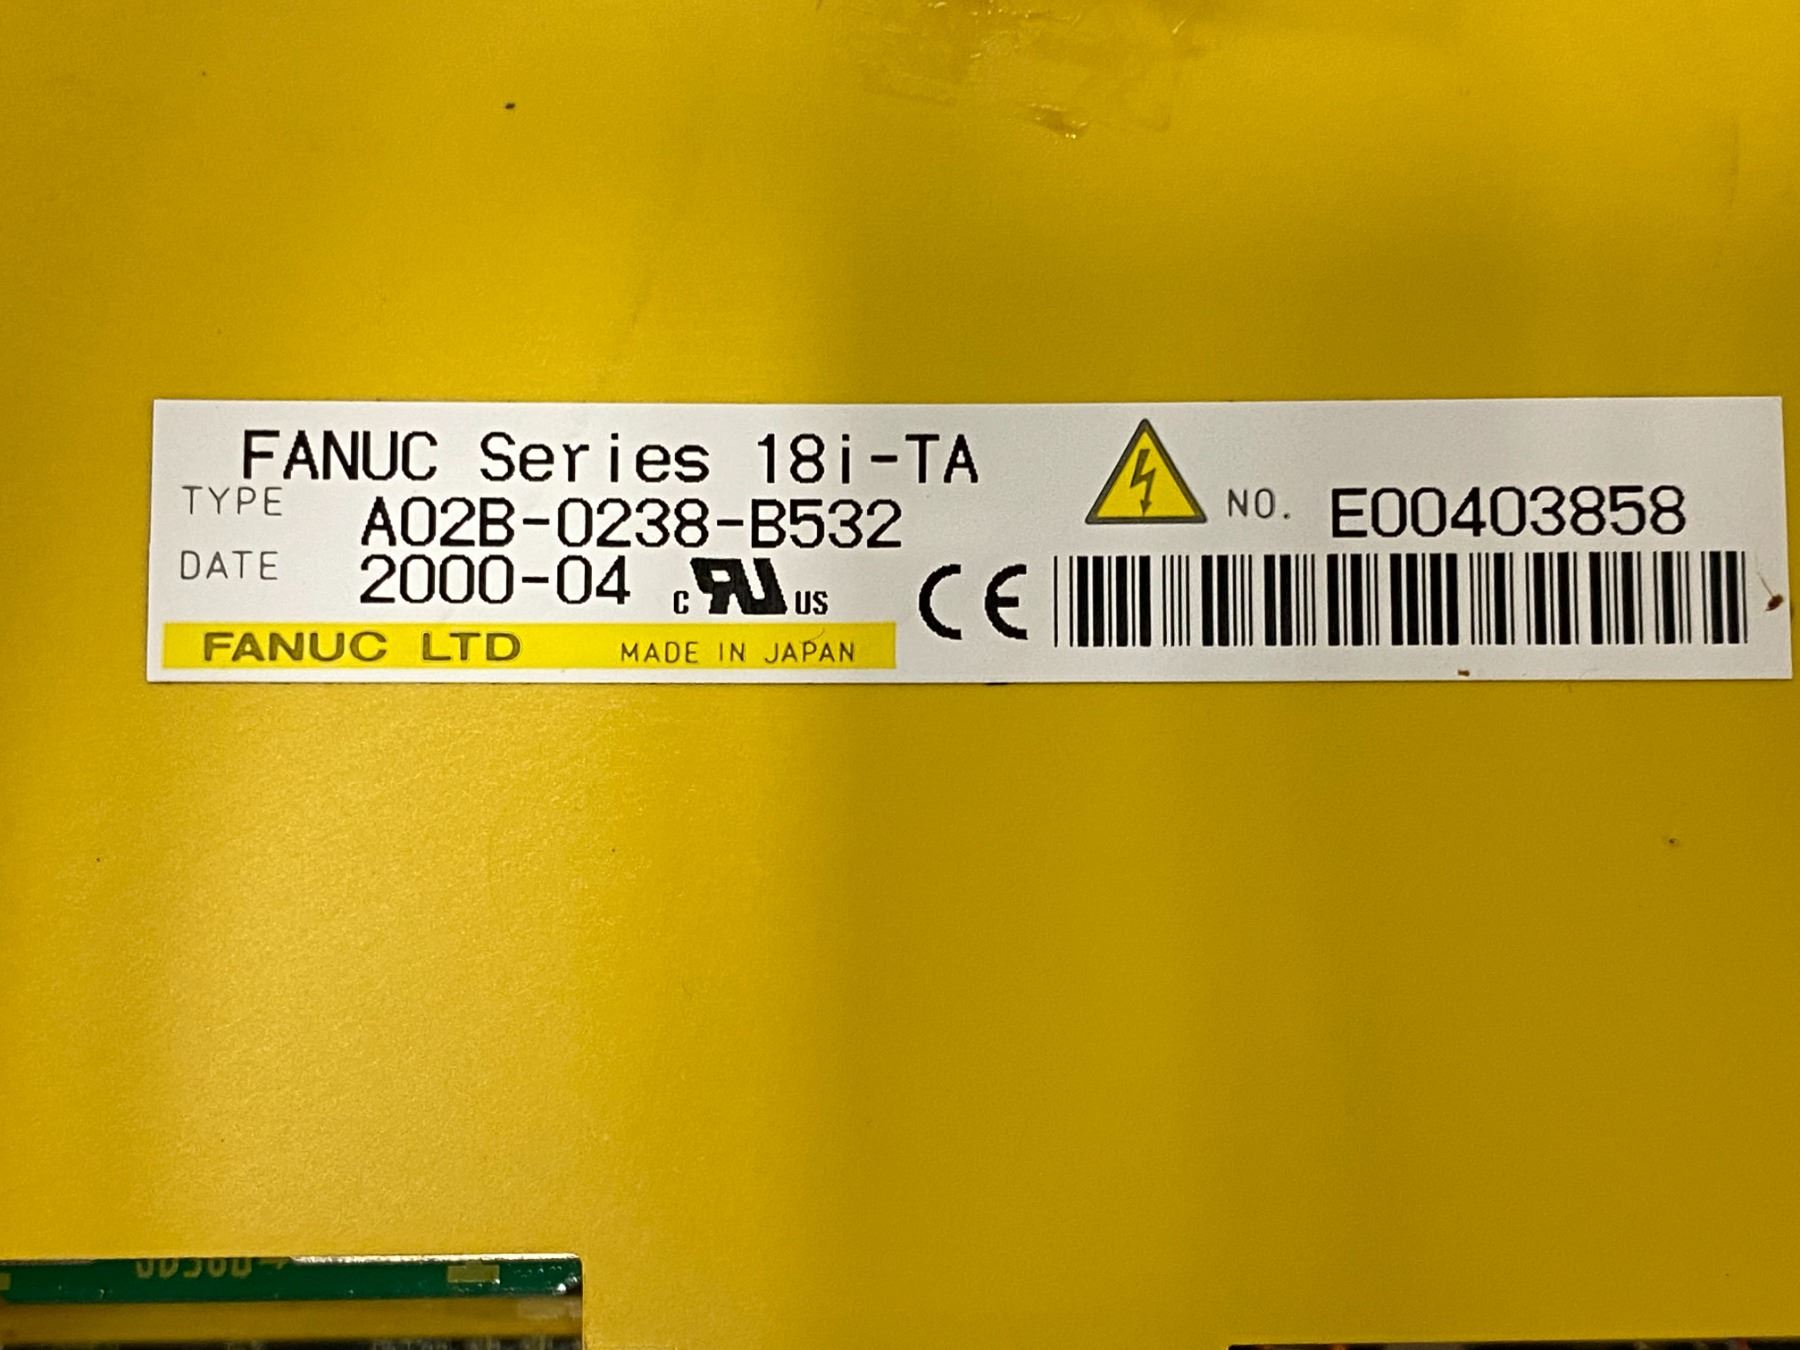 FANUC Series 18i-TA
TYPE A02B-0238-B532
DATE 2000-04 c RU US
FANUC LTD MADE IN JAPAN
CE
NO. E00403858